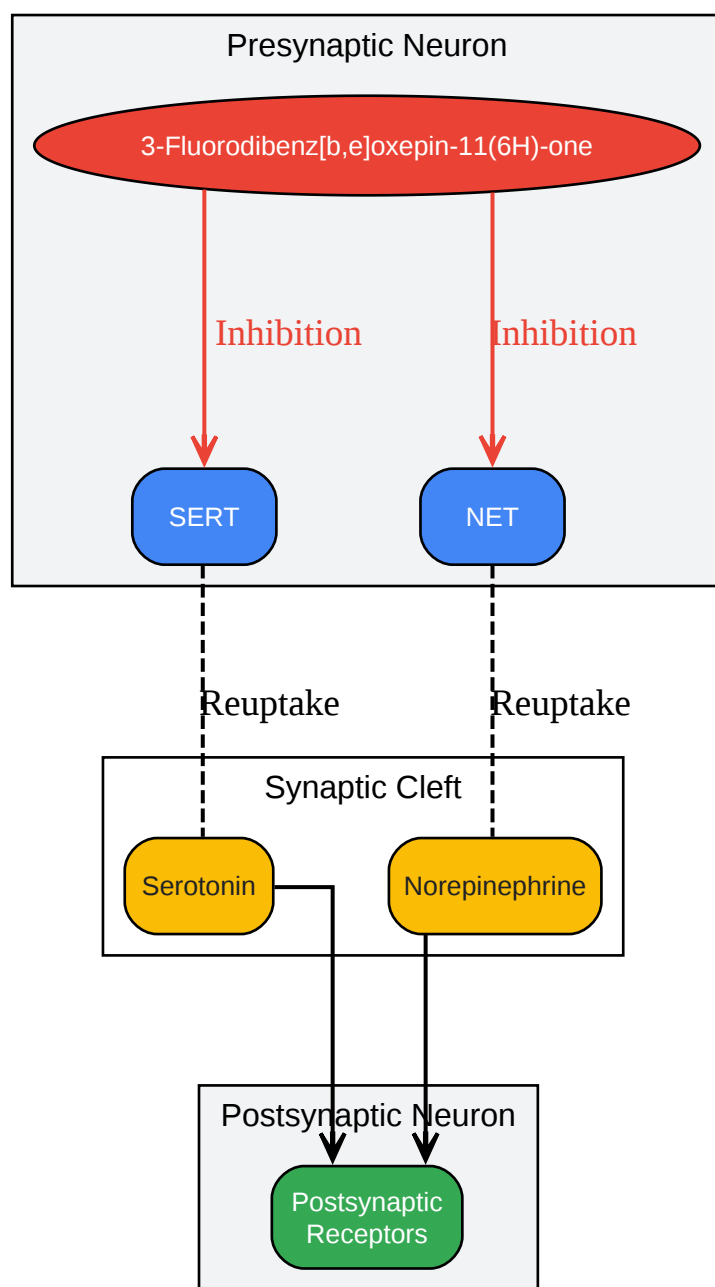 Presynaptic Neuron
3-Fluorodibenz[b,e]oxepin-11(6H)-one
Inhibition
Inhibition
SERT
NET
Reuptake
Reuptake
Synaptic Cleft
Serotonin
Norepinephrine
Postsynaptic Neuron
Postsynaptic
Receptors